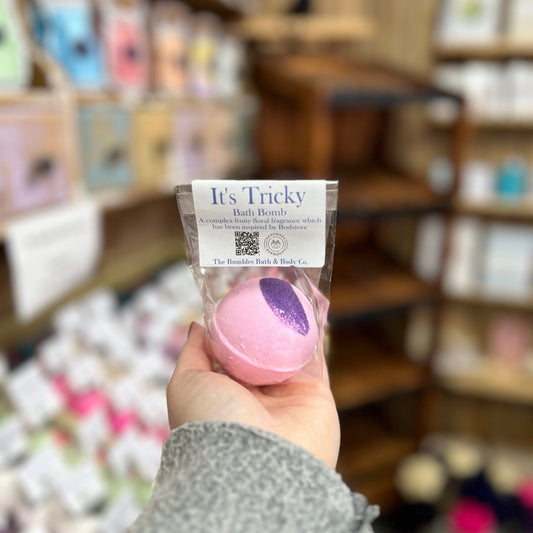 It's Tricky
Bath Bomb
A complex fruity floral fragrance which
has been inspired by Bodstore
The Bumbles Bath & Body Co.